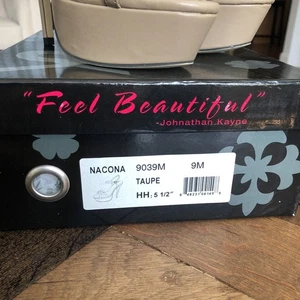 "Feel Beautiful"
-Johnathan Kayne
NACONA 9039M 9M
TAUPE
HH: 5 1/2"